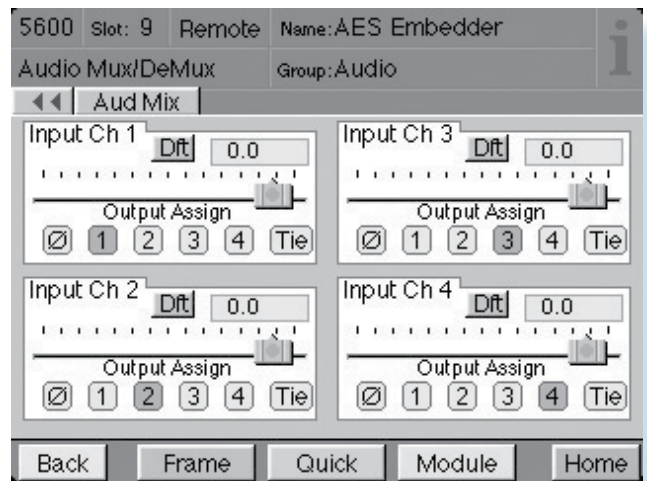 5600 Slot: 9 Remote Name: AES Embedder
Audio Mux/DeMux Group: Audio
i
Aud Mix
Input Ch 1 Dft 0.0
Output Assign
Ø 1 2 3 4 Tie
Input Ch 3 Dft 0.0
Output Assign
Ø 1 2 3 4 Tie
Input Ch 2 Dft 0.0
Output Assign
Ø 1 2 3 4 Tie
Input Ch 4 Dft 0.0
Output Assign
Ø 1 2 3 4 Tie
Back Frame Quick Module Home